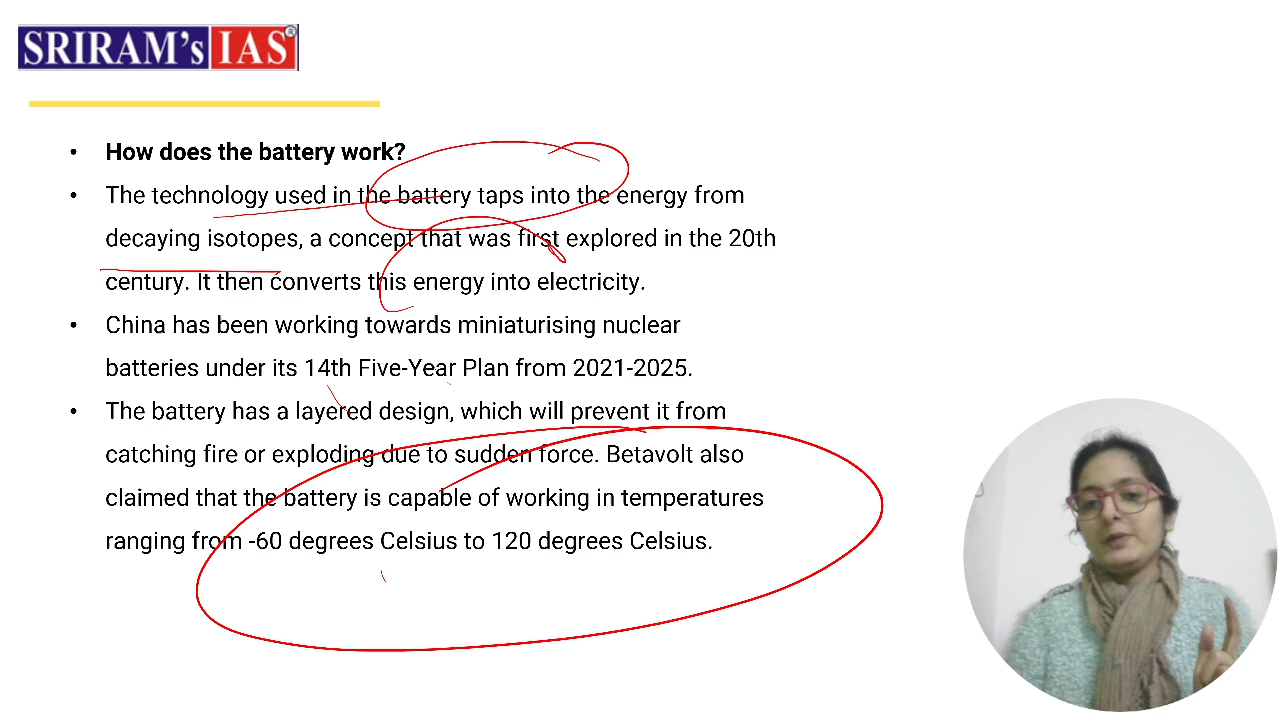 SRIRAM's IAS®
• How does the battery work?
• The technology used in the battery taps into the energy from
decaying isotopes, a concept that was first explored in the 20th
century. It then converts this energy into electricity.
• China has been working towards miniaturising nuclear
batteries under its 14th Five-Year Plan from 2021-2025.
• The battery has a layered design, which will prevent it from
catching fire or exploding due to sudden force. Betavolt also
claimed that the battery is capable of working in temperatures
ranging from -60 degrees Celsius to 120 degrees Celsius.